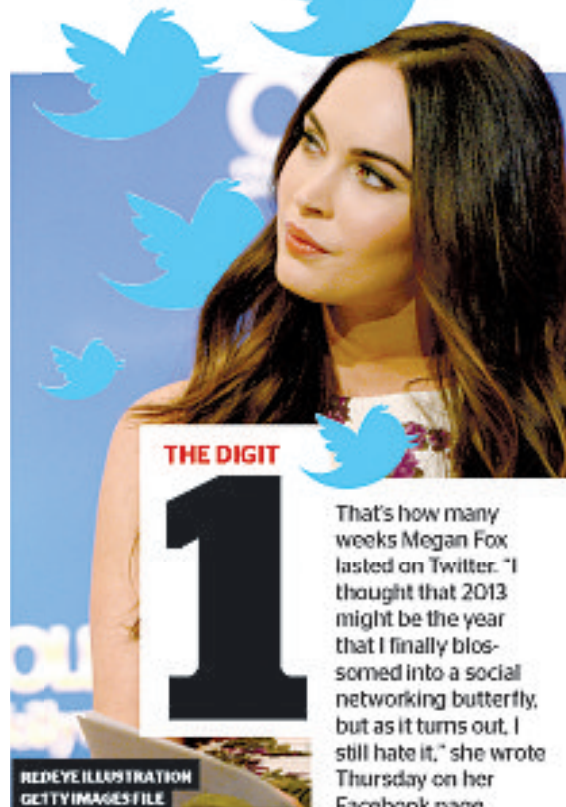 THE DIGIT
1
That's how many
weeks Megan Fox
lasted on Twitter. "I
thought that 2013
might be the year
that I finally blos-
somed into a social
networking butterfly,
but as it turns out, I
still hate it," she wrote
Thursday on her
Facebook page
REDEYE ILLUSTRATION
GETTY IMAGES FILE